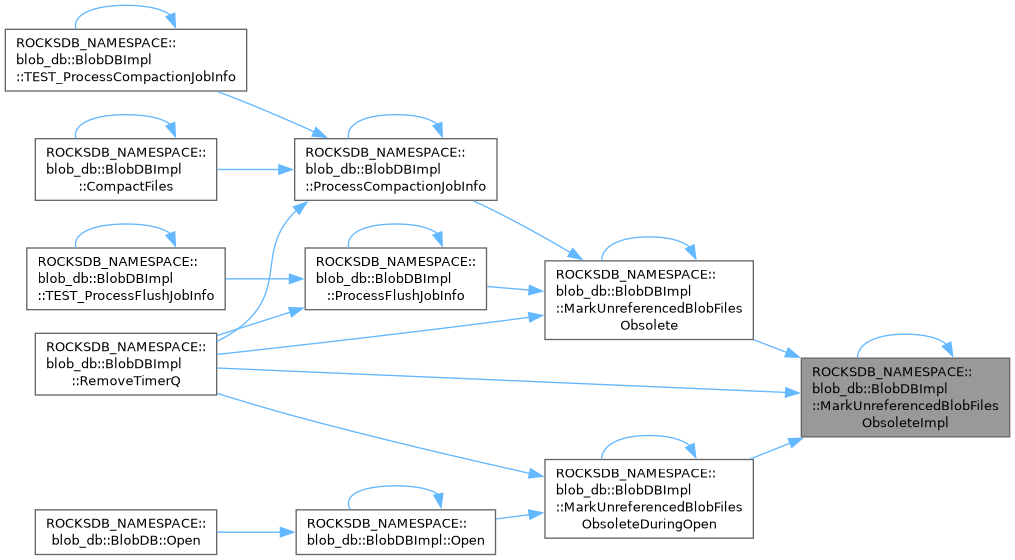 ROCKSDB_NAMESPACE::
blob_db::BlobDBImpl
::TEST_ProcessCompactionJobInfo
ROCKSDB_NAMESPACE::
blob_db::BlobDBImpl
::CompactFiles
ROCKSDB_NAMESPACE::
blob_db::BlobDBImpl
::ProcessCompactionJobInfo
ROCKSDB_NAMESPACE::
blob_db::BlobDBImpl
::TEST_ProcessFlushJobInfo
ROCKSDB_NAMESPACE::
blob_db::BlobDBImpl
::ProcessFlushJobInfo
ROCKSDB_NAMESPACE::
blob_db::BlobDBImpl
::MarkUnreferencedBlobFiles
Obsolete
ROCKSDB_NAMESPACE::
blob_db::BlobDBImpl
::RemoveTimerQ
ROCKSDB_NAMESPACE::
blob_db::BlobDBImpl
::MarkUnreferencedBlobFiles
ObsoleteImpl
ROCKSDB_NAMESPACE::
blob_db::BlobDBImpl
::MarkUnreferencedBlobFiles
ObsoleteDuringOpen
ROCKSDB_NAMESPACE::
blob_db::BlobDB::Open
ROCKSDB_NAMESPACE::
blob_db::BlobDBImpl::Open